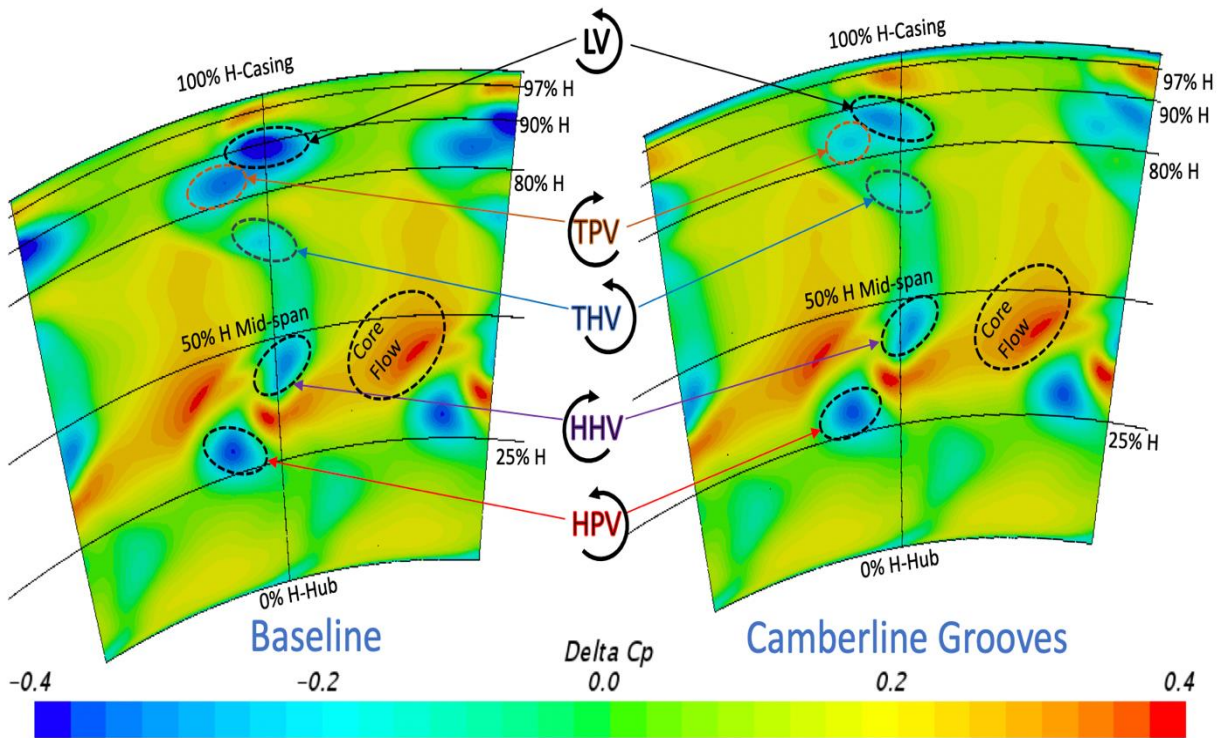 LV
100% H-Casing
97% H
90% H
80% H
TPV
THV
50% H Mid-span
Core
Flow
HHV
25% H
HPV
0% H-Hub
Baseline
100% H-Casing
97% H
90% H
80% H
50% H Mid-span
Core
Flow
25% H
0% H-Hub
Camberline Grooves
Delta Cp
−0.4 −0.2 0.0 0.2 0.4